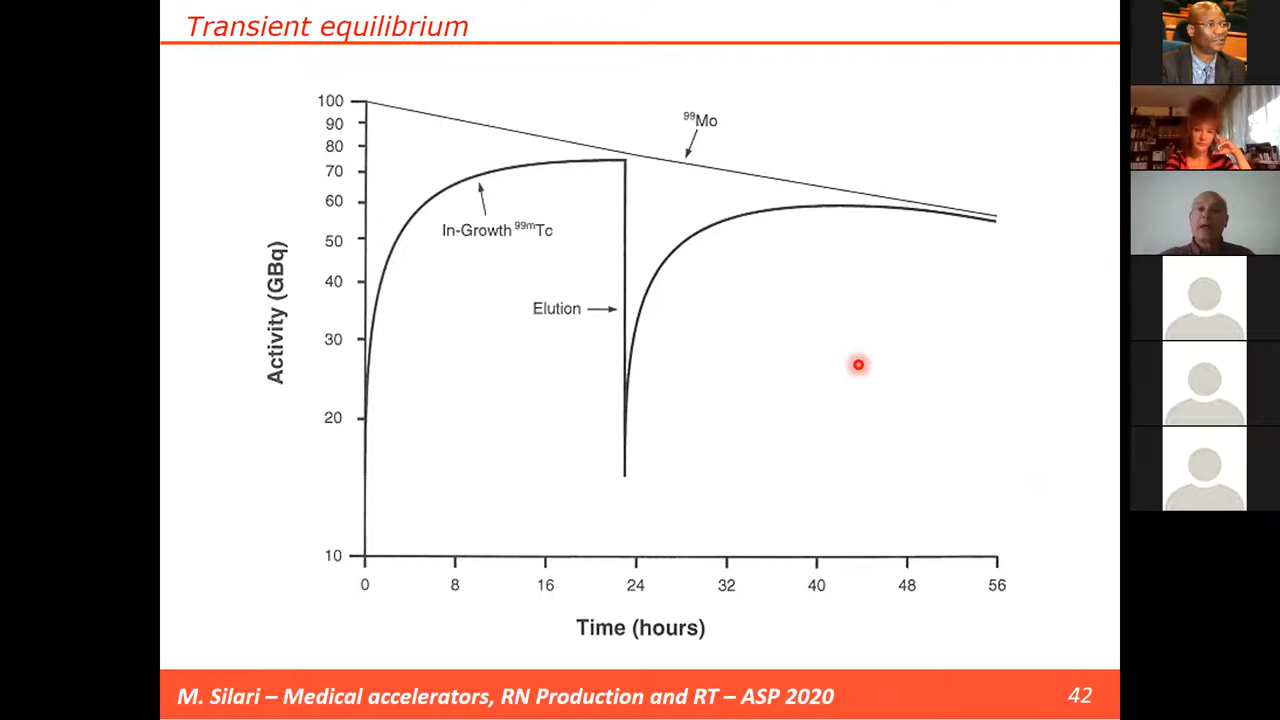 Transient equilibrium
100
90
80
70
60
50
40
30
20
10
Activity (GBq)
99Mo
In-Growth 99mTc
Elution
0 8 16 24 32 40 48 56
Time (hours)
M. Silari – Medical accelerators, RN Production and RT – ASP 2020 42